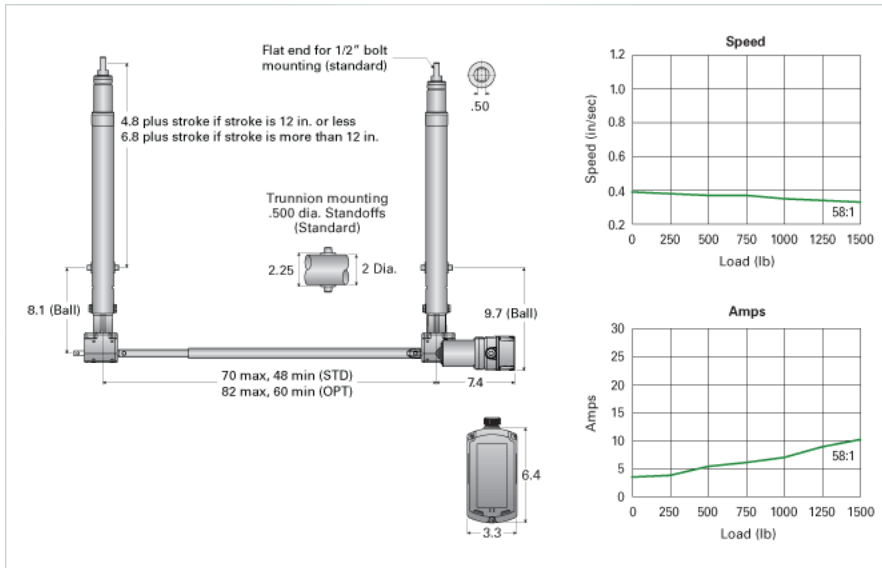 Flat end for 1/2" bolt
mounting (standard)
.50
4.8 plus stroke if stroke is 12 in. or less
6.8 plus stroke if stroke is more than 12 in.
Trunnion mounting
.500 dia. Standoffs
(Standard)
2.25
2 Dia.
8.1 (Ball)
9.7 (Ball)
70 max, 48 min (STD)
82 max, 60 min (OPT)
7.4
6.4
3.3
Speed
Speed (in/sec)
1.2
1.0
0.8
0.6
0.4
0.2
58:1
0 250 500 750 1000 1250 1500
Load (lb)
Amps
Amps
30
25
20
15
10
5
0
58:1
0 250 500 750 1000 1250 1500
Load (lb)